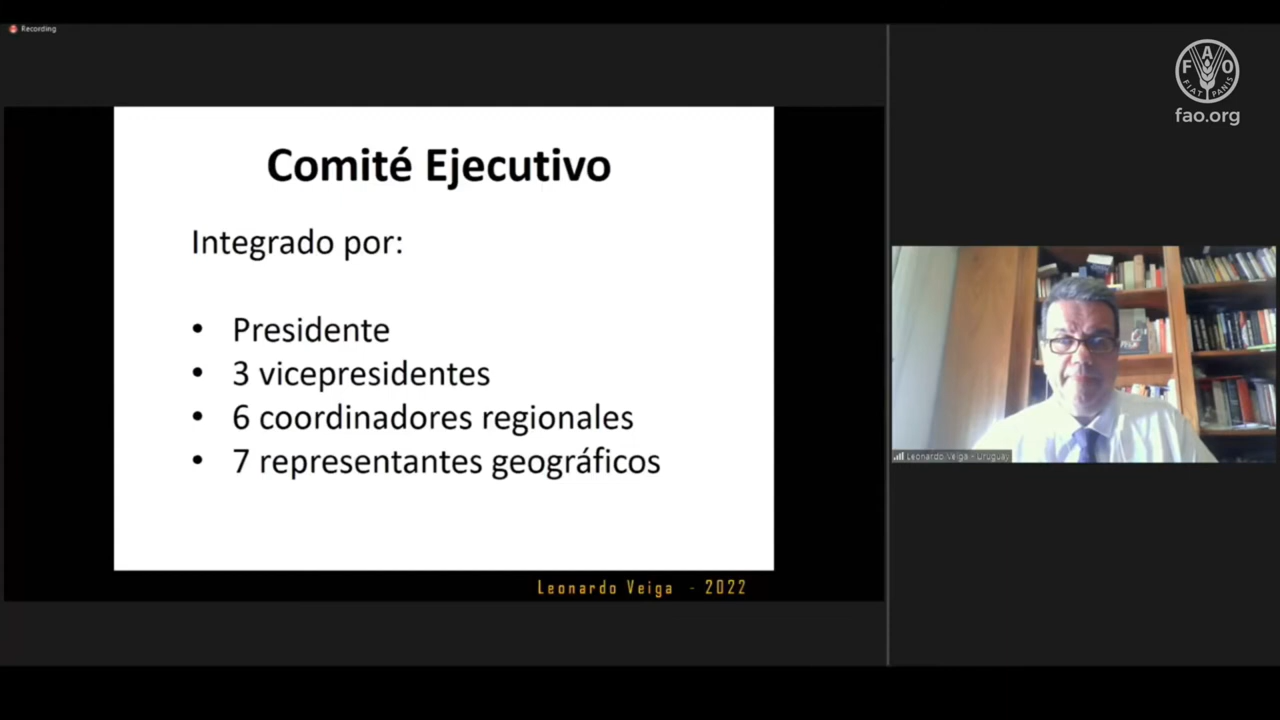 Recording
Comité Ejecutivo
Integrado por:
• Presidente
• 3 vicepresidentes
• 6 coordinadores regionales
• 7 representantes geográficos
Leonardo Veiga - 2022
F A O
FIAT PANIS
fao.org
Leonardo Veiga - Uruguay